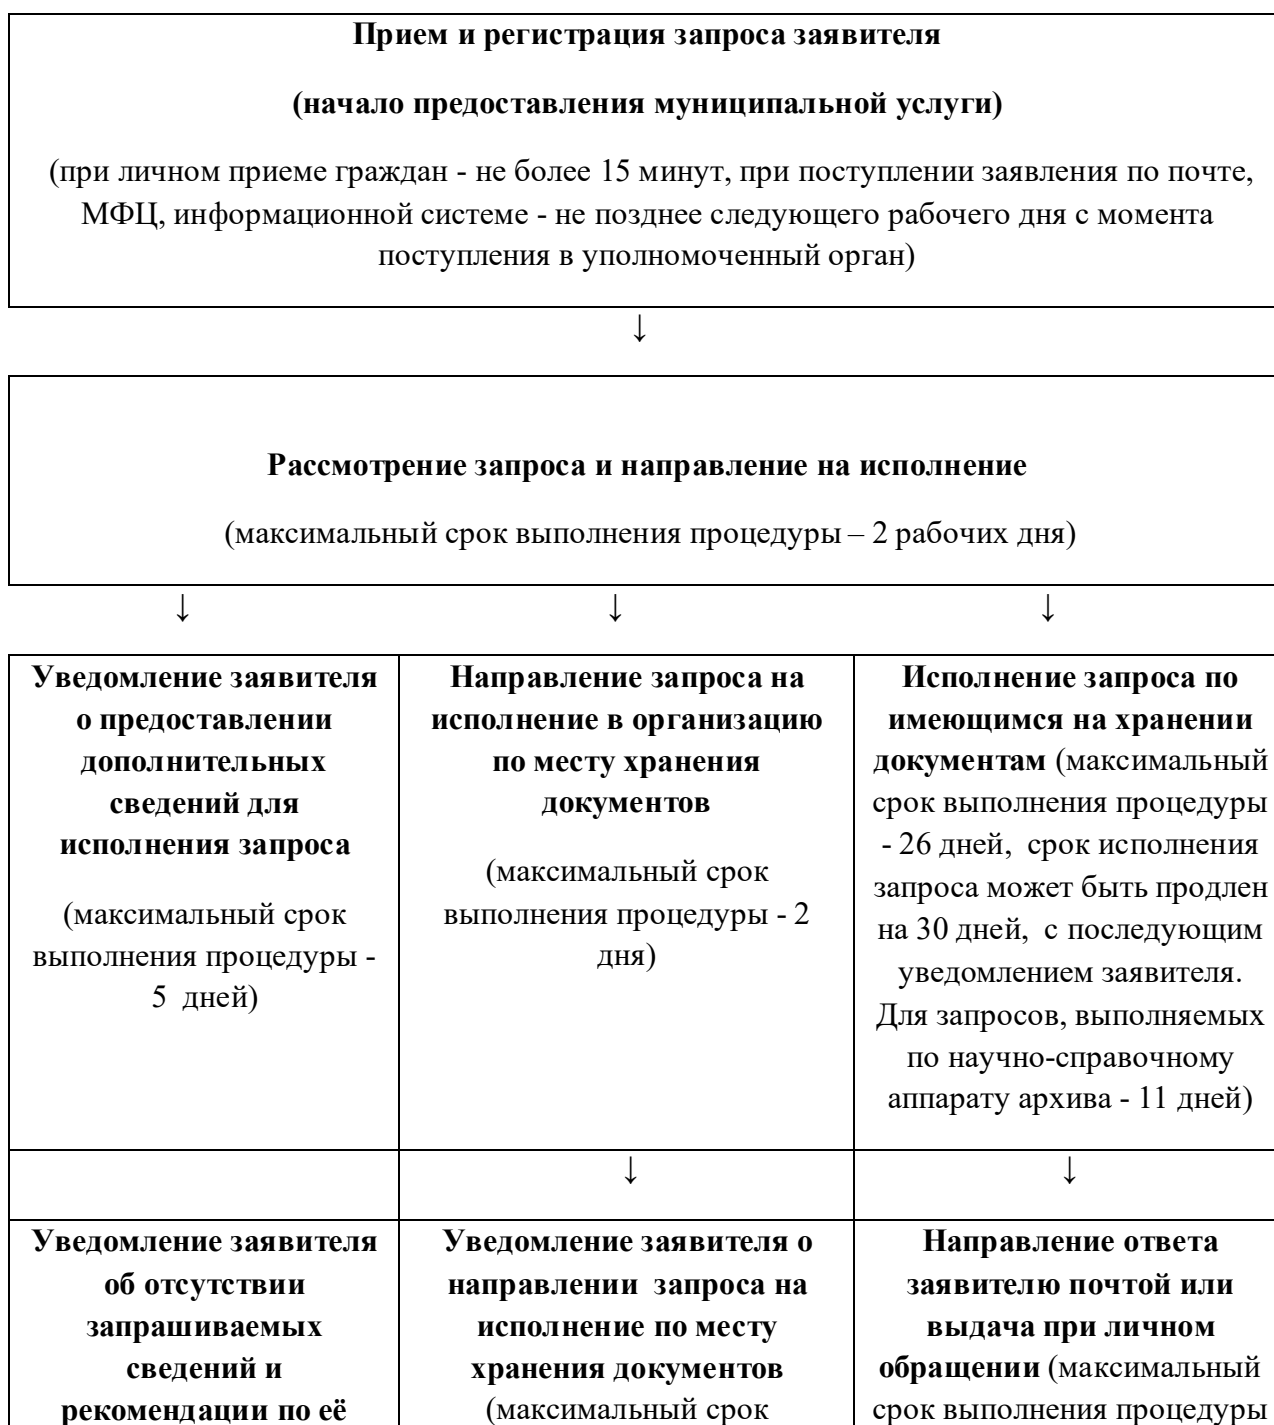 Прием и регистрация запроса заявителя
(начало предоставления муниципальной услуги)
(при личном приеме граждан - не более 15 минут, при поступлении заявления по почте,
МФЦ, информационной системе - не позднее следующего рабочего дня с момента
поступления в уполномоченный орган)
↓
Рассмотрение запроса и направление на исполнение
(максимальный срок выполнения процедуры – 2 рабочих дня)
↓ ↓ ↓
Уведомление заявителя
о предоставлении
дополнительных
сведений для
исполнения запроса
(максимальный срок
выполнения процедуры -
5 дней)
Направление запроса на
исполнение в организацию
по месту хранения
документов
(максимальный срок
выполнения процедуры - 2
дня)
Исполнение запроса по
имеющимся на хранении
документам (максимальный
срок выполнения процедуры
- 26 дней, срок исполнения
запроса может быть продлен
на 30 дней, с последующим
уведомлением заявителя.
Для запросов, выполняемых
по научно-справочному
аппарату архива - 11 дней)
↓ ↓
Уведомление заявителя
об отсутствии
запрашиваемых
сведений и
рекомендации по её
Уведомление заявителя о
направлении запроса на
исполнение по месту
хранения документов
(максимальный срок
Направление ответа
заявителю почтой или
выдача при личном
обращении (максимальный
срок выполнения процедуры